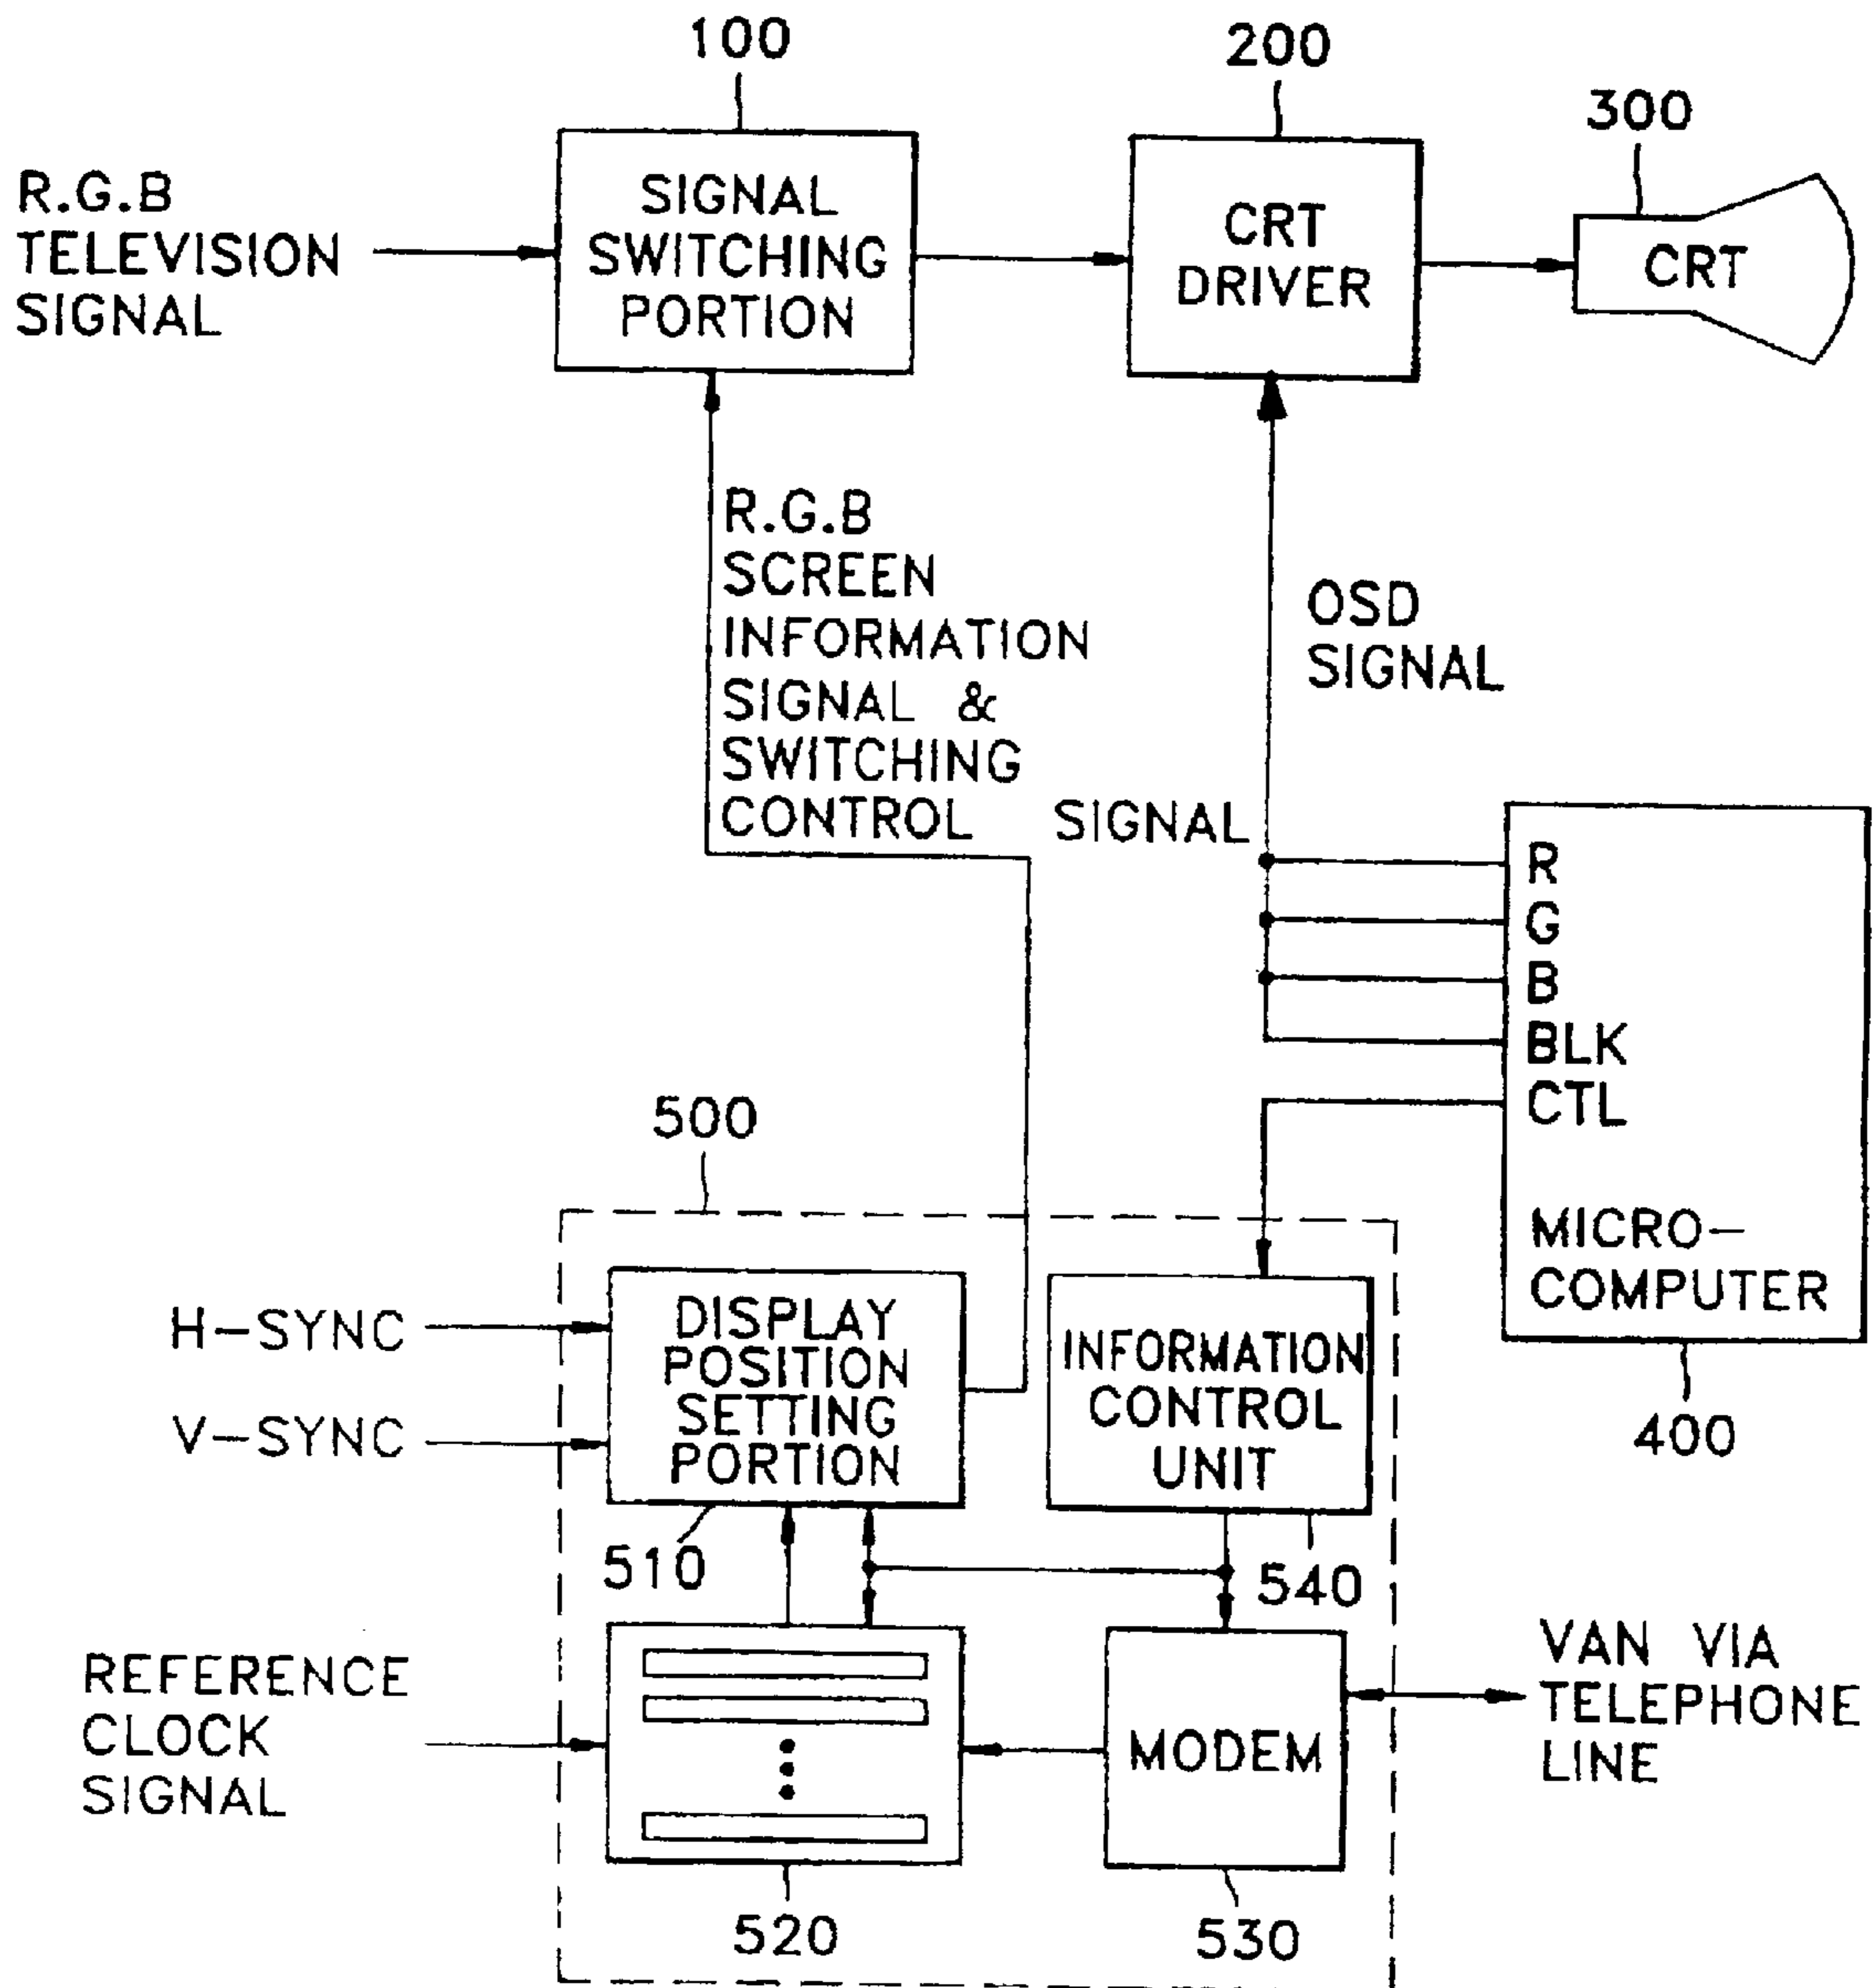 100
200
300
R.G.B
TELEVISION
SIGNAL
SIGNAL
SWITCHING
PORTION
CRT
DRIVER
CRT
R.G.B
SCREEN
INFORMATION
SIGNAL &
SWITCHING
CONTROL
SIGNAL
OSD
SIGNAL
R
G
B
BLK
CTL
MICRO-
COMPUTER
400
500
H-SYNC
V-SYNC
DISPLAY
POSITION
SETTING
PORTION
510
INFORMATION
CONTROL
UNIT
540
REFERENCE
CLOCK
SIGNAL
520
MODEM
530
VAN VIA
TELEPHONE
LINE